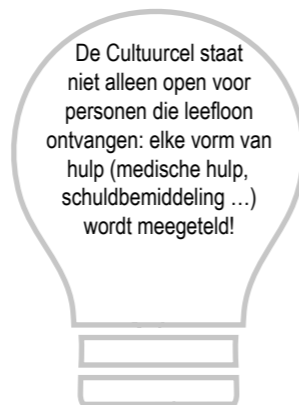 De Cultuurcel staat
niet alleen open voor
personen die leefloon
ontvangen: elke vorm van
hulp (medische hulp,
schuldbemiddeling …)
wordt meegeteld!